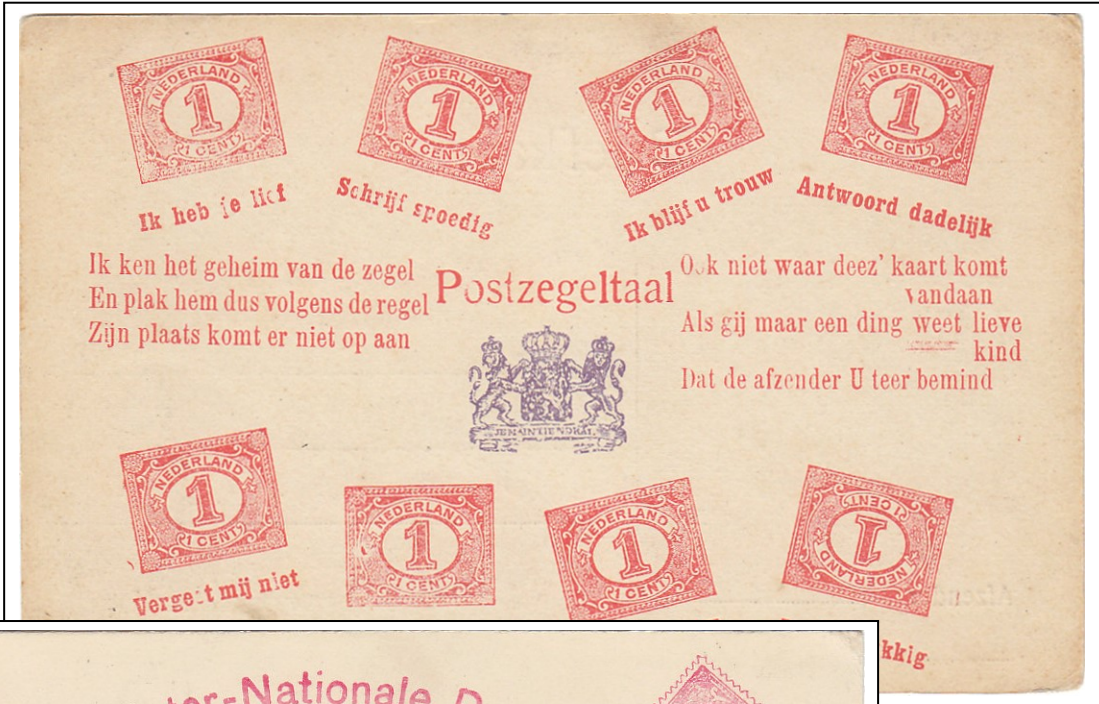 NEDERLAND
1
1 CENT
NEDERLAND
1
1 CENT
NEDERLAND
1
1 CENT
NEDERLAND
1
1 CENT
Ik heb je lief
Schrijf spoedig
Ik blijf u trouw
Antwoord dadelijk
Ik ken het geheim van de zegel
En plak hem dus volgens de regel
Zijn plaats komt er niet op aan
Postzegeltaal
Ook niet waar deez' kaart komt
vandaan
Als gij maar een ding weet lieve
kind
Dat de afzender U teer bemind
JE MAINTIENDRAI
NEDERLAND
1
1 CENT
NEDERLAND
1
1 CENT
NEDERLAND
1
1 CENT
NEDERLAND
1
1 CENT
Vergeet mij niet
kkig
ter-Nationale